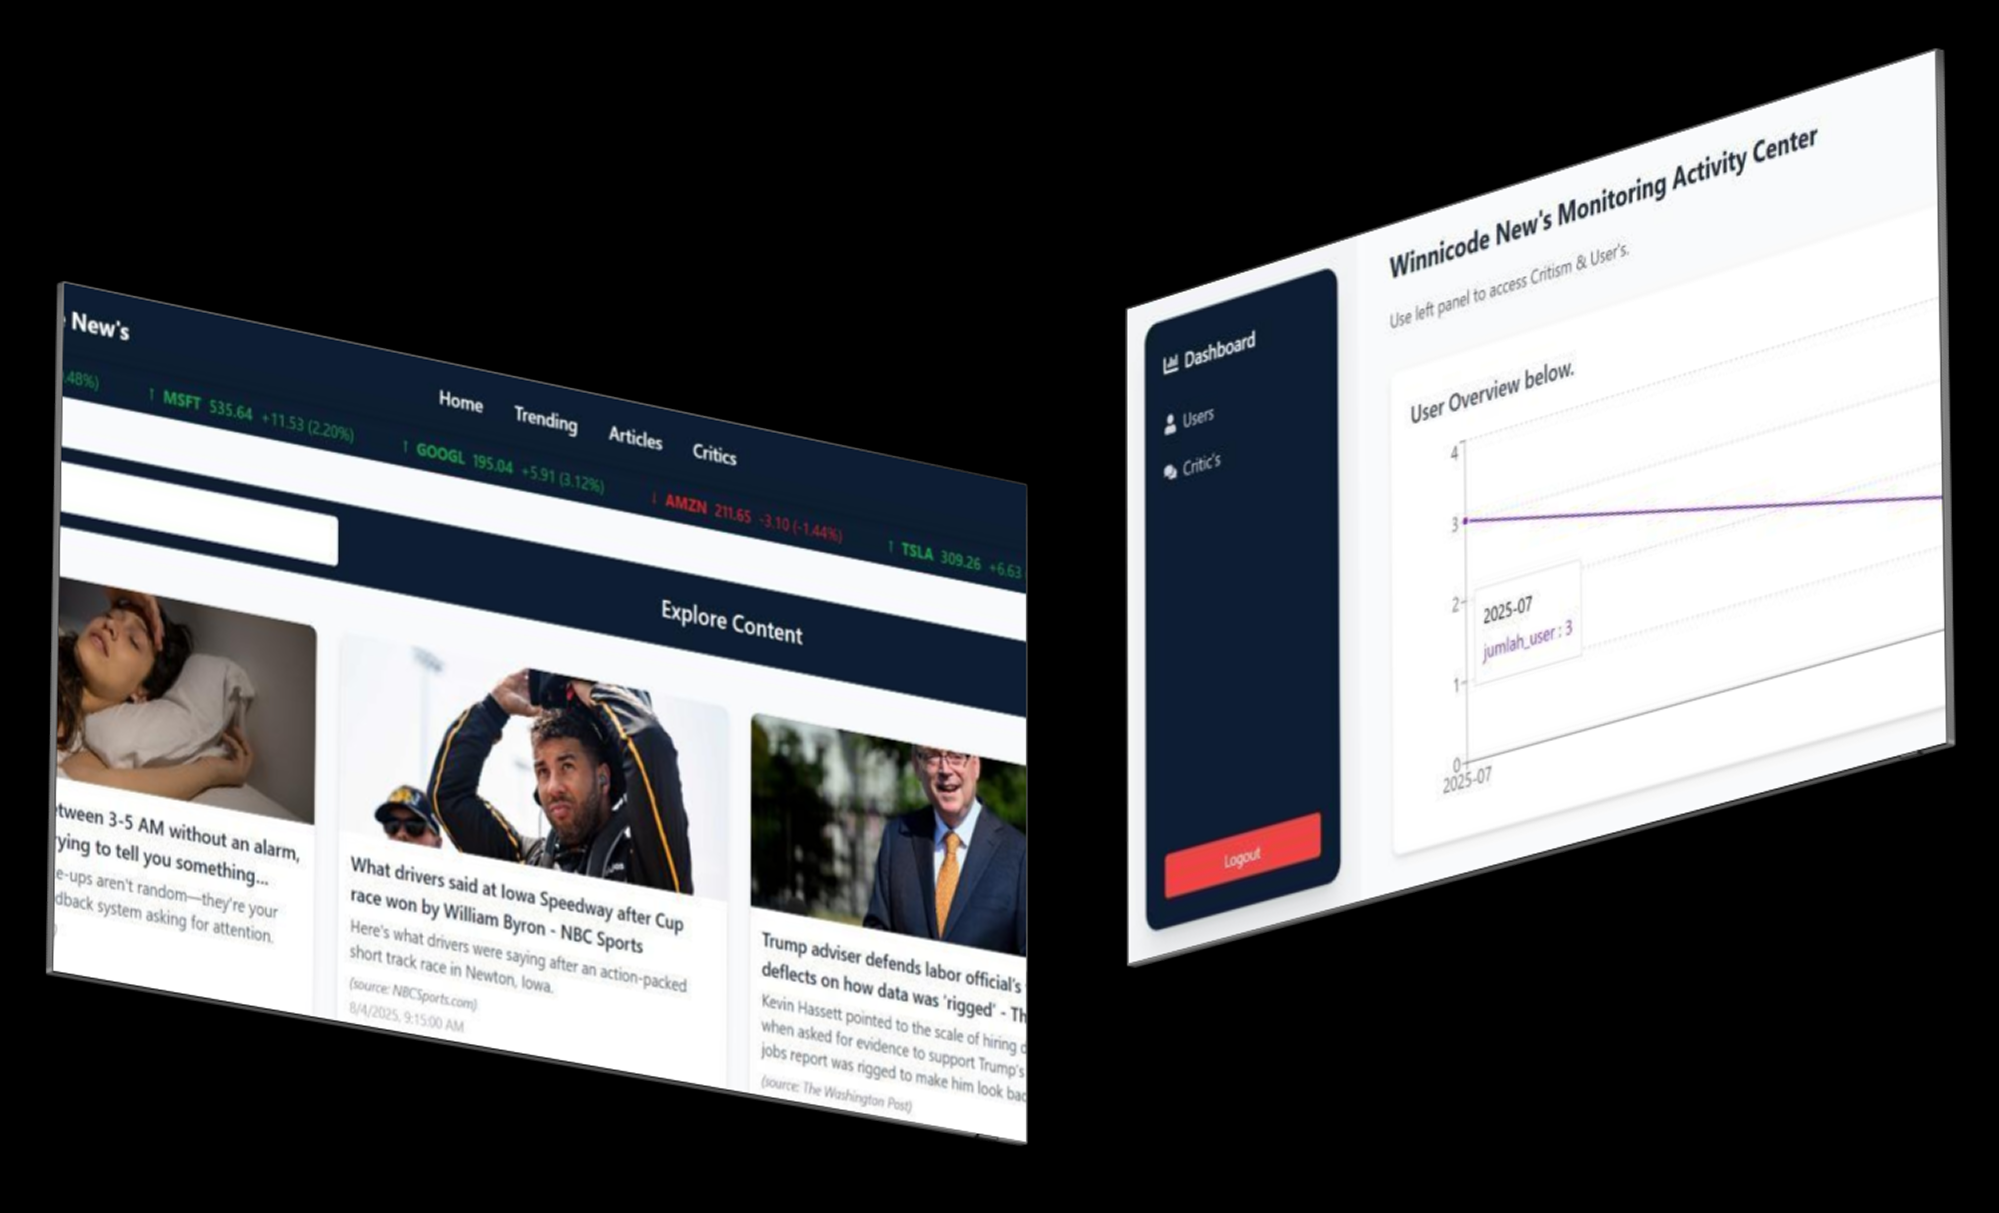 New's
Home
Trending
Articles
Critics
.48%)
↑ MSFT 535.64 +11.53 (2.20%)
↑ GOOGL 195.04 +5.91 (3.12%)
↓ AMZN 211.65 -3.10 (-1.44%)
↑ TSLA 309.26 +6.63
Explore Content
tween 3-5 AM without an alarm,
ying to tell you something...
e-ups aren't random—they're your
dback system asking for attention.
What drivers said at Iowa Speedway after Cup
race won by William Byron - NBC Sports
Here's what drivers were saying after an action-packed
short track race in Newton, Iowa.
(source: NBCSports.com)
8/4/2025, 9:15:00 AM
Trump adviser defends labor official's
deflects on how data was 'rigged' - Th
Kevin Hassett pointed to the scale of hiring
when asked for evidence to support Trump's
jobs report was rigged to make him look bad
(source: The Washington Post)
Winnicode New's Monitoring Activity Center
Use left panel to access Critism & User's.
Dashboard
Users
Critic's
Logout
User Overview below.
4
3
2
1
0
2025-07
jumlah_user : 3
2025-07